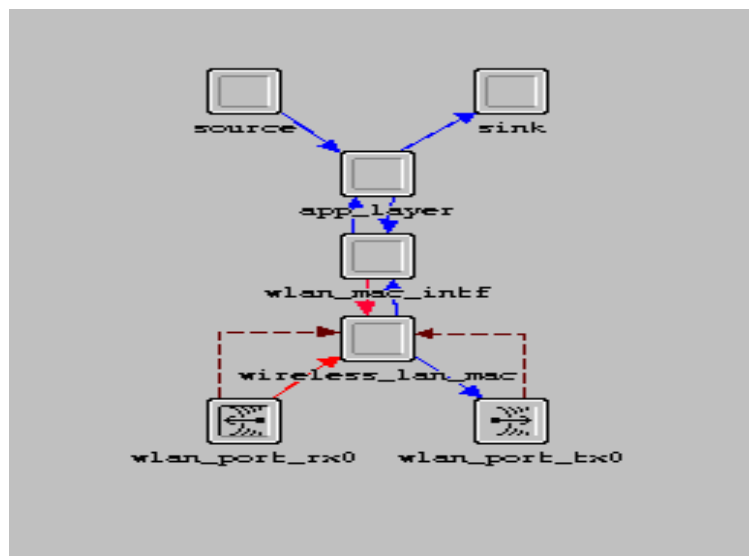 source
sink
app_layer
wlan_mac_intf
wireless_lan_mac
wlan_port_rx0
wlan_port_tx0